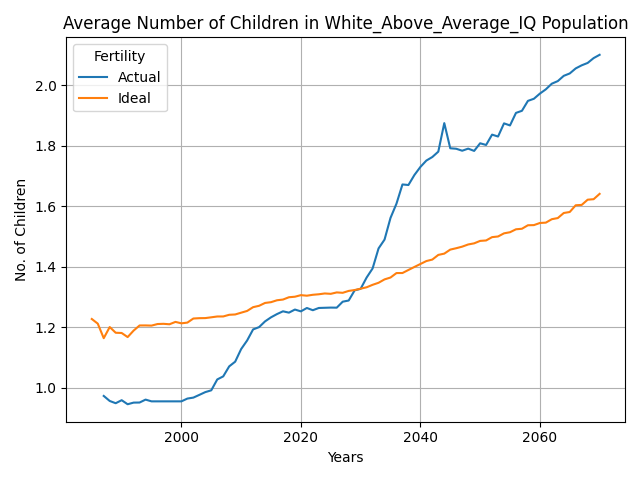 Average Number of Children in White_Above_Average_IQ Population
Fertility
Actual
Ideal
No. of Children
2.0
1.8
1.6
1.4
1.2
1.0
2000 2020 2040 2060
Years